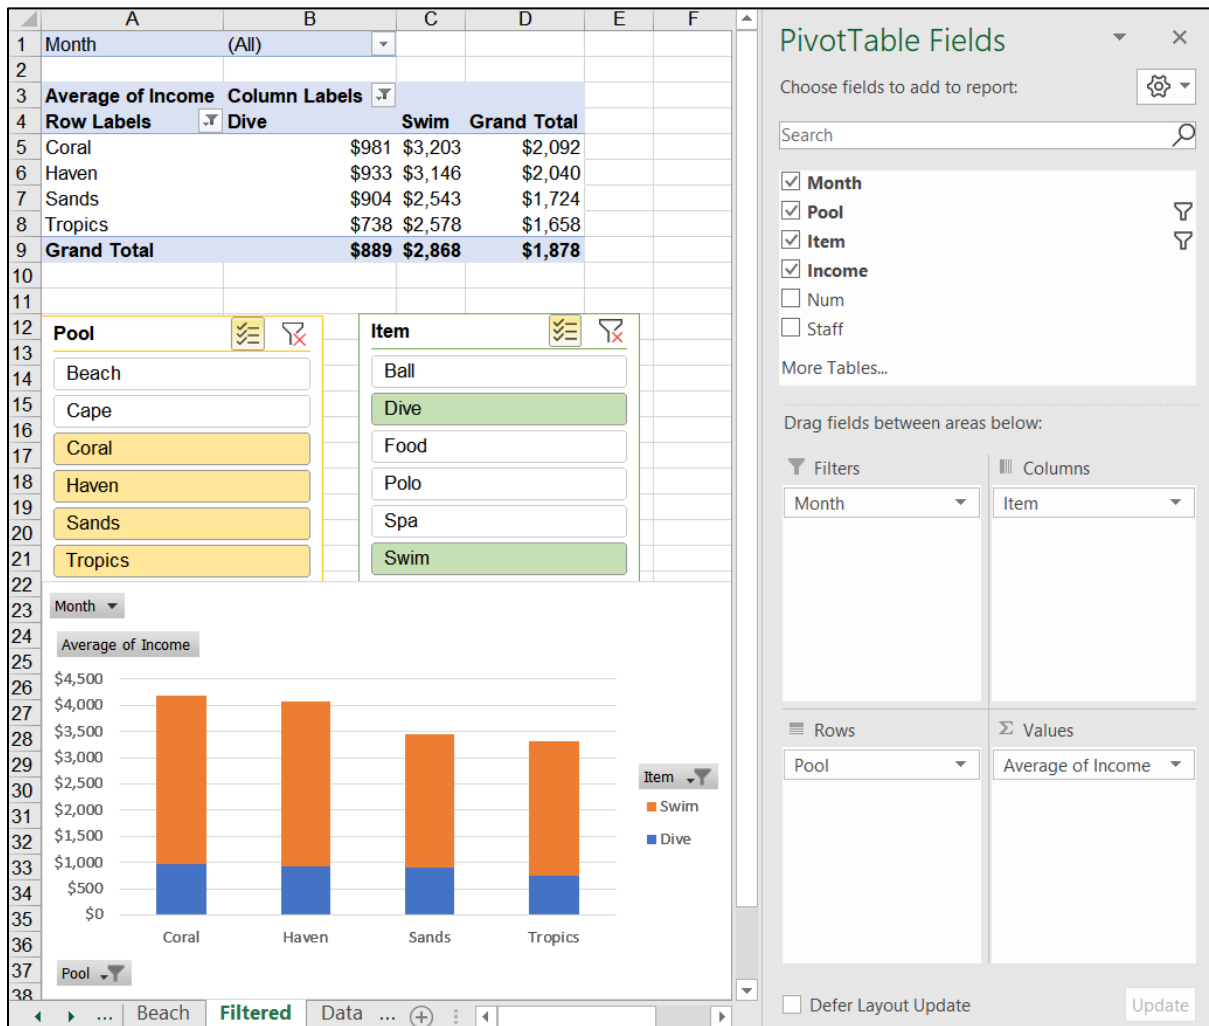 A B C D E F
1 Month (All)
2
3 Average of Income Column Labels
4 Row Labels Dive Swim Grand Total
5 Coral $981 $3,203 $2,092
6 Haven $933 $3,146 $2,040
7 Sands $904 $2,543 $1,724
8 Tropics $738 $2,578 $1,658
9 Grand Total $889 $2,868 $1,878
10
11
12 Pool Item
13
14 Beach Ball
15 Cape Dive
16
17 Coral Food
18 Haven Polo
19
20 Sands Spa
21 Tropics Swim
22
23 Month
24
25 Average of Income
26 $4,500
27 $4,000
28 $3,500
29 $3,000
30 $2,500
31 $2,000
32 $1,500
33 $1,000
34 $500
35 $0
36 Coral Haven Sands Tropics
37 Pool
38
Item
Swim
Dive
... Beach Filtered Data ...
PivotTable Fields
Choose fields to add to report:
Search
Month
Pool
Item
Income
Num
Staff
More Tables...
Drag fields between areas below:
Filters Columns
Month Item
Rows Σ Values
Pool Average of Income
Defer Layout Update Update